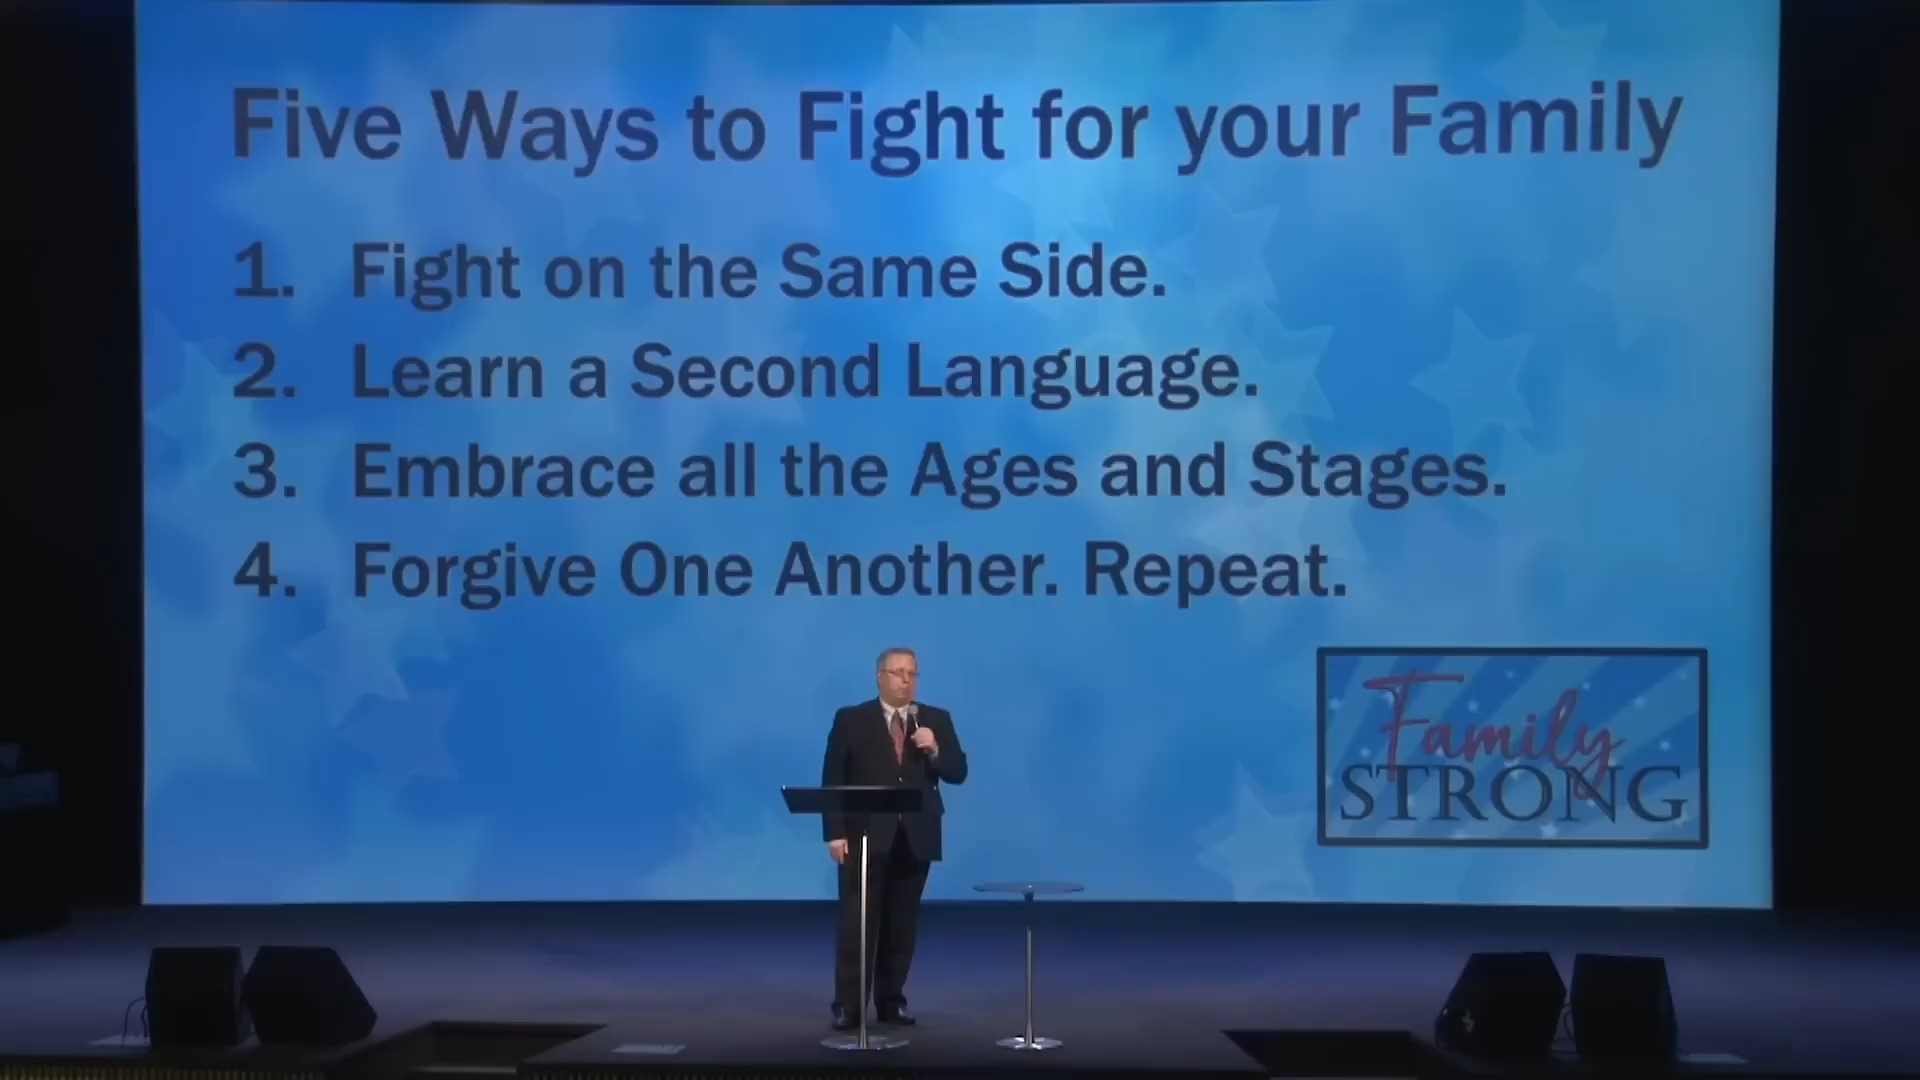 Five Ways to Fight for your Family
1. Fight on the Same Side.
2. Learn a Second Language.
3. Embrace all the Ages and Stages.
4. Forgive One Another. Repeat.
Family
STRONG